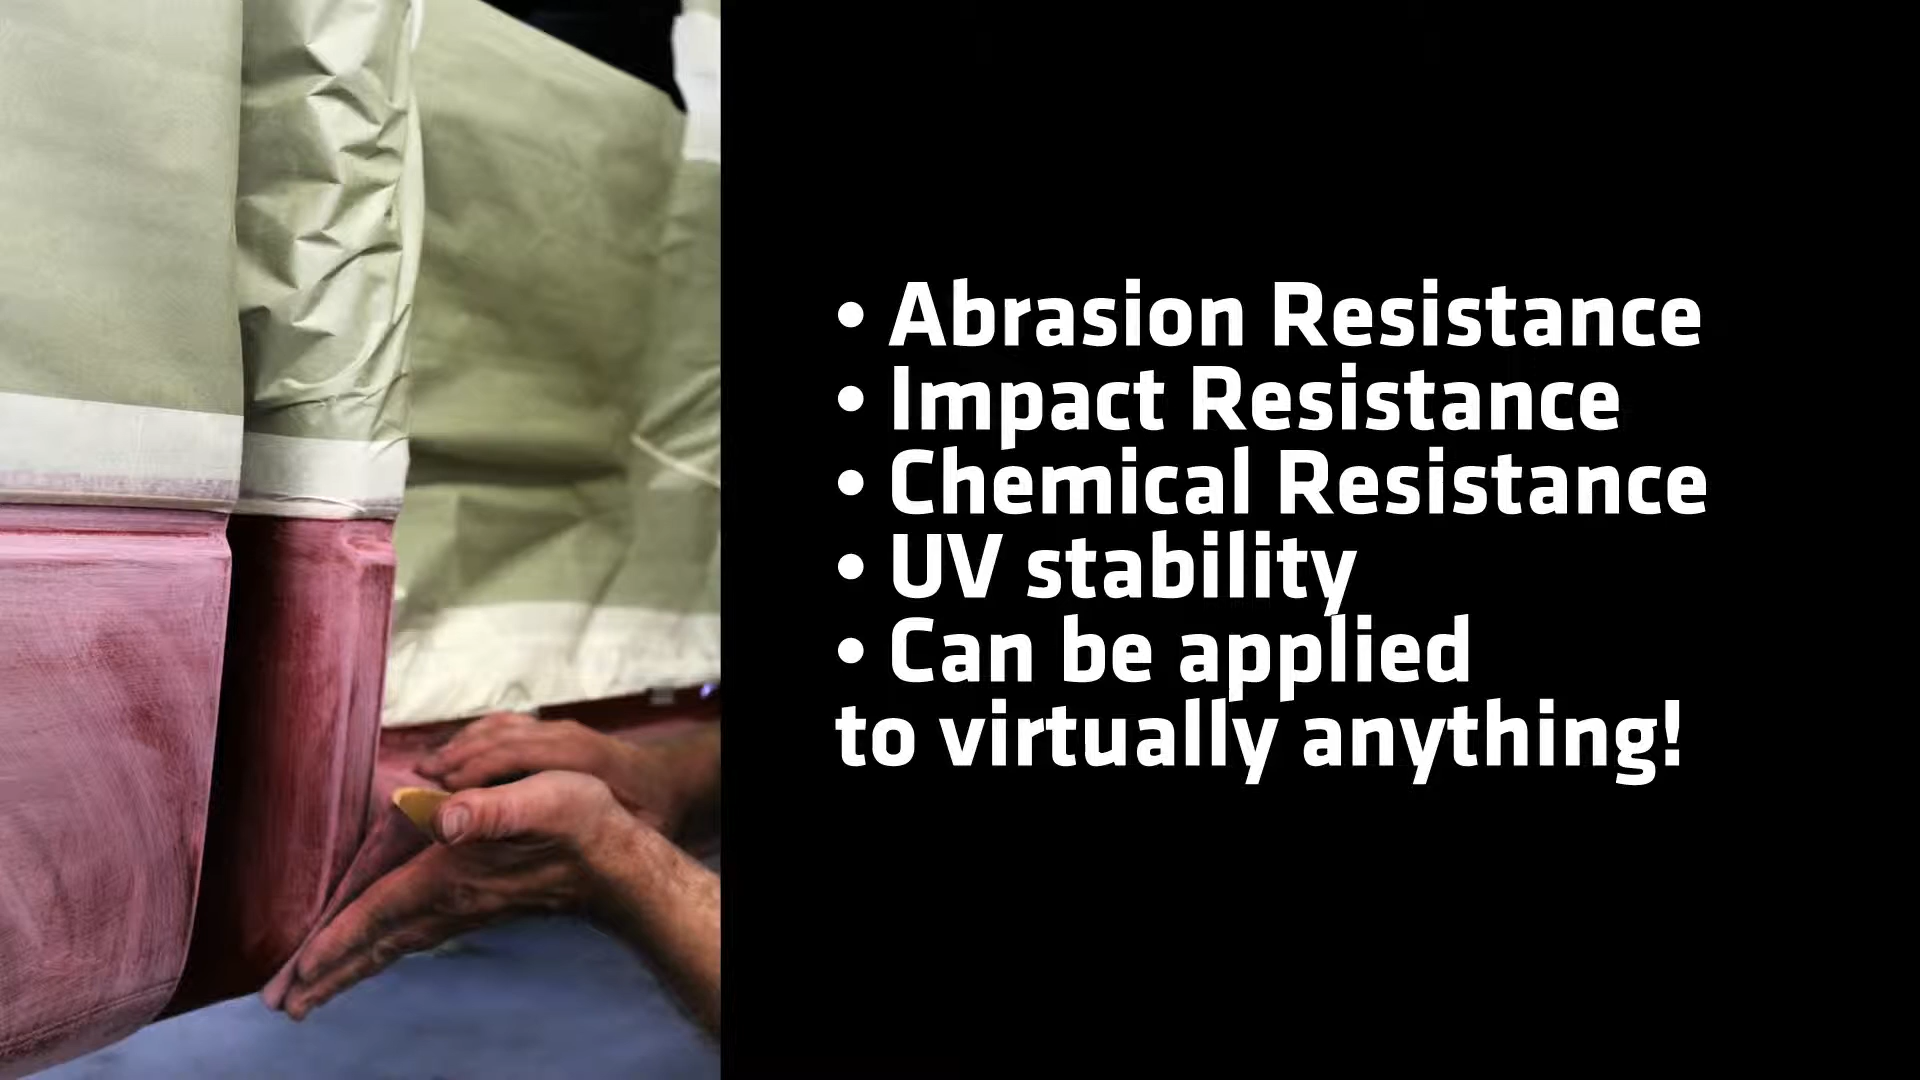 • Abrasion Resistance
• Impact Resistance
• Chemical Resistance
• UV stability
• Can be applied
to virtually anything!